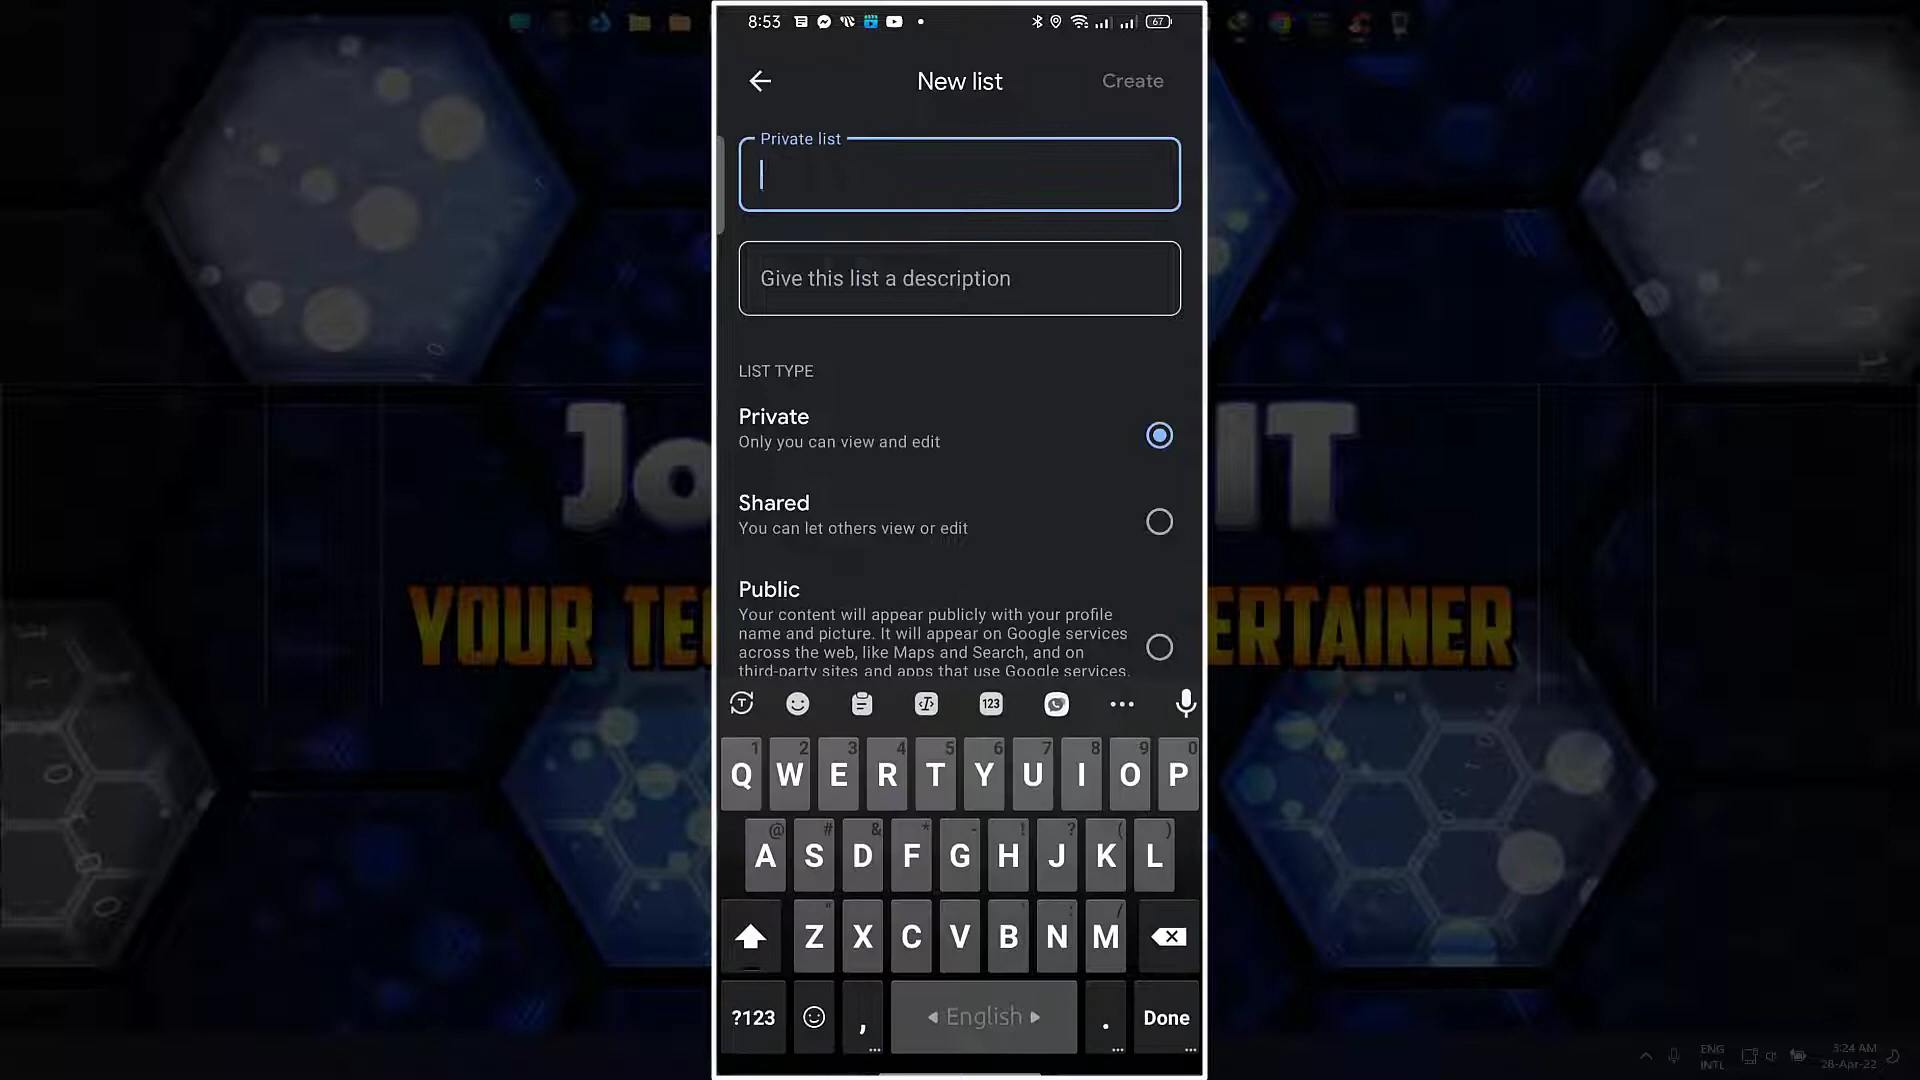 8:53
67
New list
Create
Private list
Give this list a description
LIST TYPE
Private
Only you can view and edit
Shared
You can let others view or edit
Public
Your content will appear publicly with your profile
name and picture. It will appear on Google services
across the web, like Maps and Search, and on
third-party sites and apps that use Google services.
Jo IT
YOUR TE ERTAINER
123
1 2 3 4 5 6 7 8 9 0
Q W E R T Y U I O P
@ # & * - ! ? ( )
A S D F G H J K L
" ' : /
Z X C V B N M
?123 , English . Done
ENG
INTL
3:24 AM
28-Apr-22